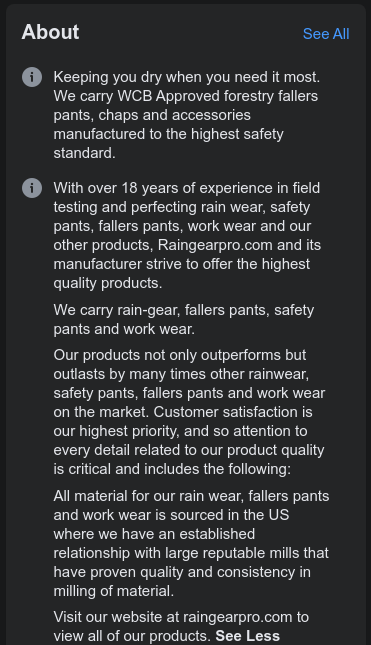 About
See All
Keeping you dry when you need it most.
We carry WCB Approved forestry fallers
pants, chaps and accessories
manufactured to the highest safety
standard.
With over 18 years of experience in field
testing and perfecting rain wear, safety
pants, fallers pants, work wear and our
other products, Raingearpro.com and its
manufacturer strive to offer the highest
quality products.
We carry rain-gear, fallers pants, safety
pants and work wear.
Our products not only outperforms but
outlasts by many times other rainwear,
safety pants, fallers pants and work wear
on the market. Customer satisfaction is
our highest priority, and so attention to
every detail related to our product quality
is critical and includes the following:
All material for our rain wear, fallers pants
and work wear is sourced in the US
where we have an established
relationship with large reputable mills that
have proven quality and consistency in
milling of material.
Visit our website at raingearpro.com to
view all of our products. See Less